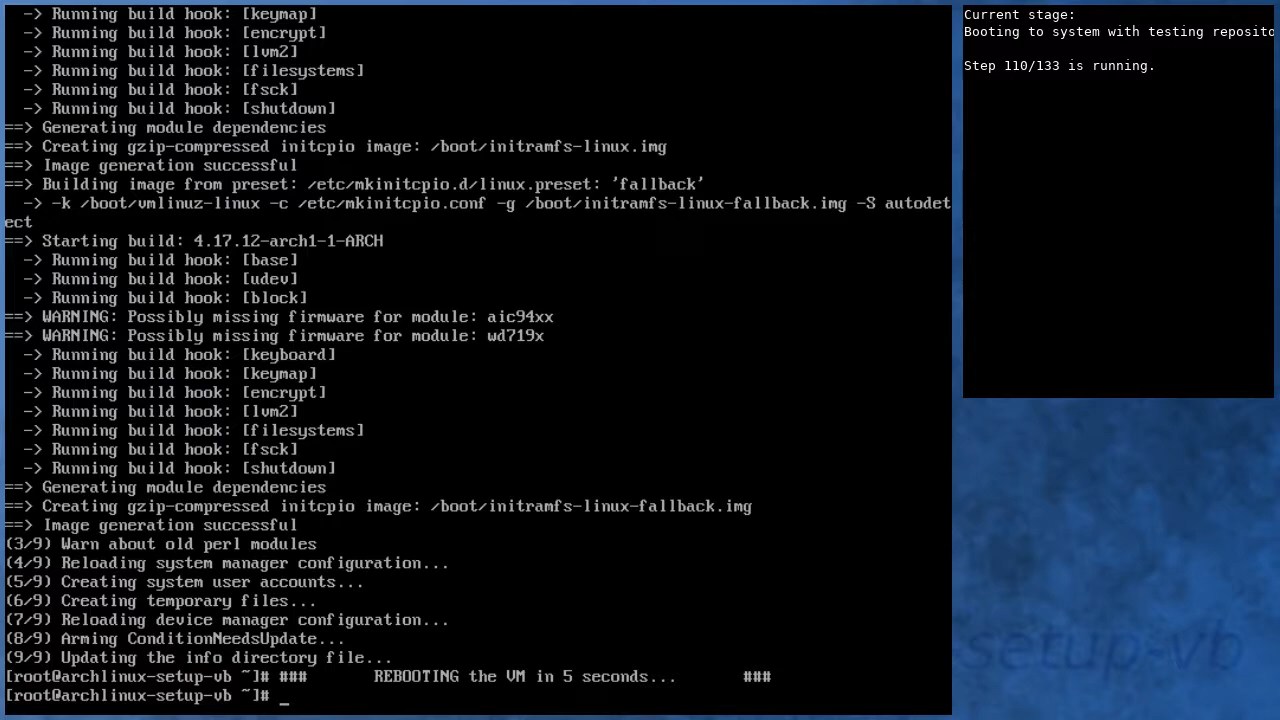 -> Running build hook: [keymap]
  -> Running build hook: [encrypt]
  -> Running build hook: [lvm2]
  -> Running build hook: [filesystems]
  -> Running build hook: [fsck]
  -> Running build hook: [shutdown]
==> Generating module dependencies
==> Creating gzip-compressed initcpio image: /boot/initramfs-linux.img
==> Image generation successful
==> Building image from preset: /etc/mkinitcpio.d/linux.preset: 'fallback'
  -> -k /boot/vmlinuz-linux -c /etc/mkinitcpio.conf -g /boot/initramfs-linux-fallback.img -S autodet
ect
==> Starting build: 4.17.12-arch1-1-ARCH
  -> Running build hook: [base]
  -> Running build hook: [udev]
  -> Running build hook: [block]
==> WARNING: Possibly missing firmware for module: aic94xx
==> WARNING: Possibly missing firmware for module: wd719x
  -> Running build hook: [keyboard]
  -> Running build hook: [keymap]
  -> Running build hook: [encrypt]
  -> Running build hook: [lvm2]
  -> Running build hook: [filesystems]
  -> Running build hook: [fsck]
  -> Running build hook: [shutdown]
==> Generating module dependencies
==> Creating gzip-compressed initcpio image: /boot/initramfs-linux-fallback.img
==> Image generation successful
(3/9) Warn about old perl modules
(4/9) Reloading system manager configuration...
(5/9) Creating system user accounts...
(6/9) Creating temporary files...
(7/9) Reloading device manager configuration...
(8/9) Arming ConditionNeedsUpdate...
(9/9) Updating the info directory file...
[root@archlinux-setup-vb ~]# ###       REBOOTING the VM in 5 seconds...       ###
[root@archlinux-setup-vb ~]# _
Current stage:
Booting to system with testing reposito
Step 110/133 is running.
setup-vb